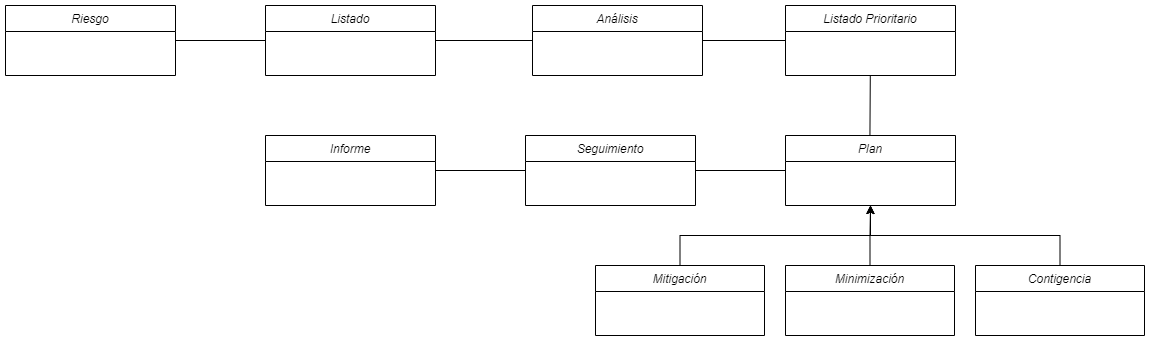 Riesgo
Listado
Análisis
Listado Prioritario
Informe
Seguimiento
Plan
Mitigación
Minimización
Contigencia